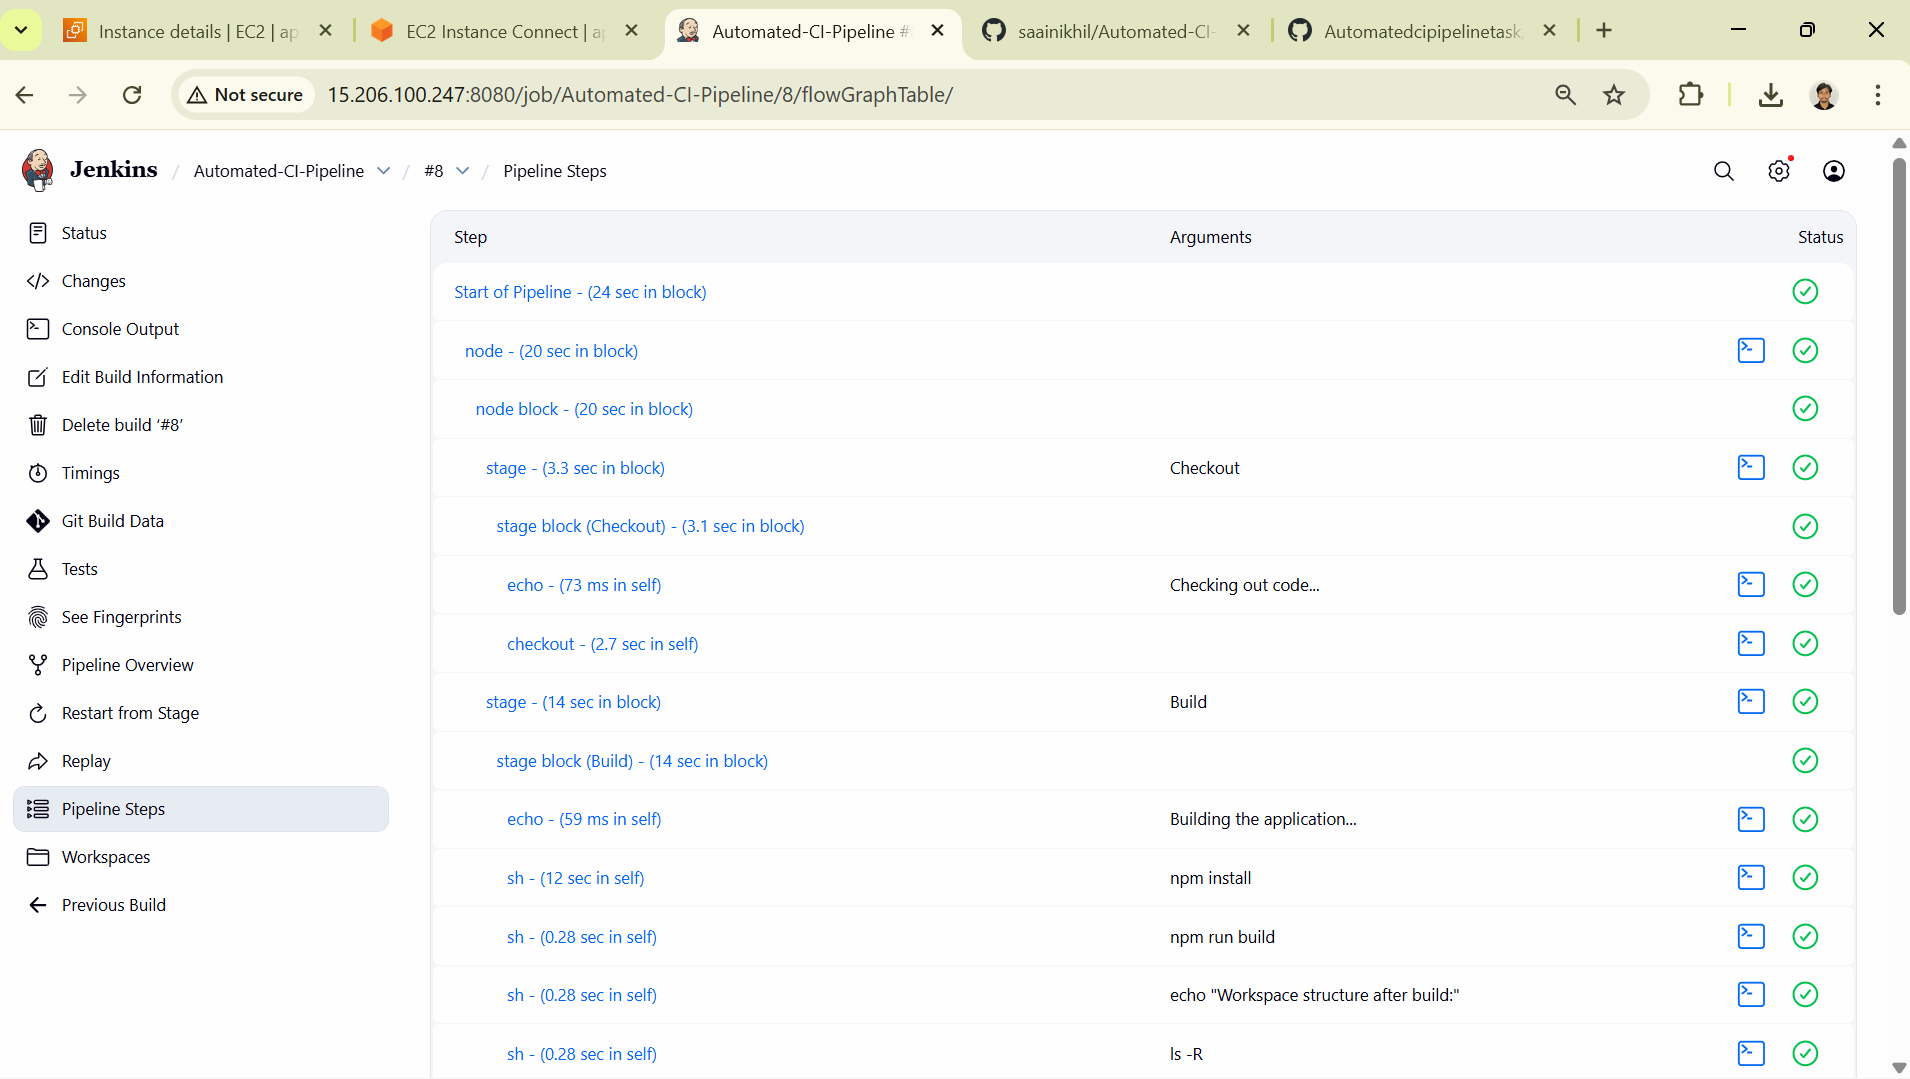 Instance details | EC2 | ap
EC2 Instance Connect | a
Automated-CI-Pipeline #
saainikhil/Automated-CI-
Automatedcipipelinetask
Not secure
15.206.100.247:8080/job/Automated-CI-Pipeline/8/flowGraphTable/
Jenkins / Automated-CI-Pipeline / #8 / Pipeline Steps
Status
Changes
Console Output
Edit Build Information
Delete build ‘#8’
Timings
Git Build Data
Tests
See Fingerprints
Pipeline Overview
Restart from Stage
Replay
Pipeline Steps
Workspaces
Previous Build
Step Arguments Status
Start of Pipeline - (24 sec in block)
node - (20 sec in block)
node block - (20 sec in block)
stage - (3.3 sec in block) Checkout
stage block (Checkout) - (3.1 sec in block)
echo - (73 ms in self) Checking out code...
checkout - (2.7 sec in self)
stage - (14 sec in block) Build
stage block (Build) - (14 sec in block)
echo - (59 ms in self) Building the application...
sh - (12 sec in self) npm install
sh - (0.28 sec in self) npm run build
sh - (0.28 sec in self) echo "Workspace structure after build:"
sh - (0.28 sec in self) ls -R